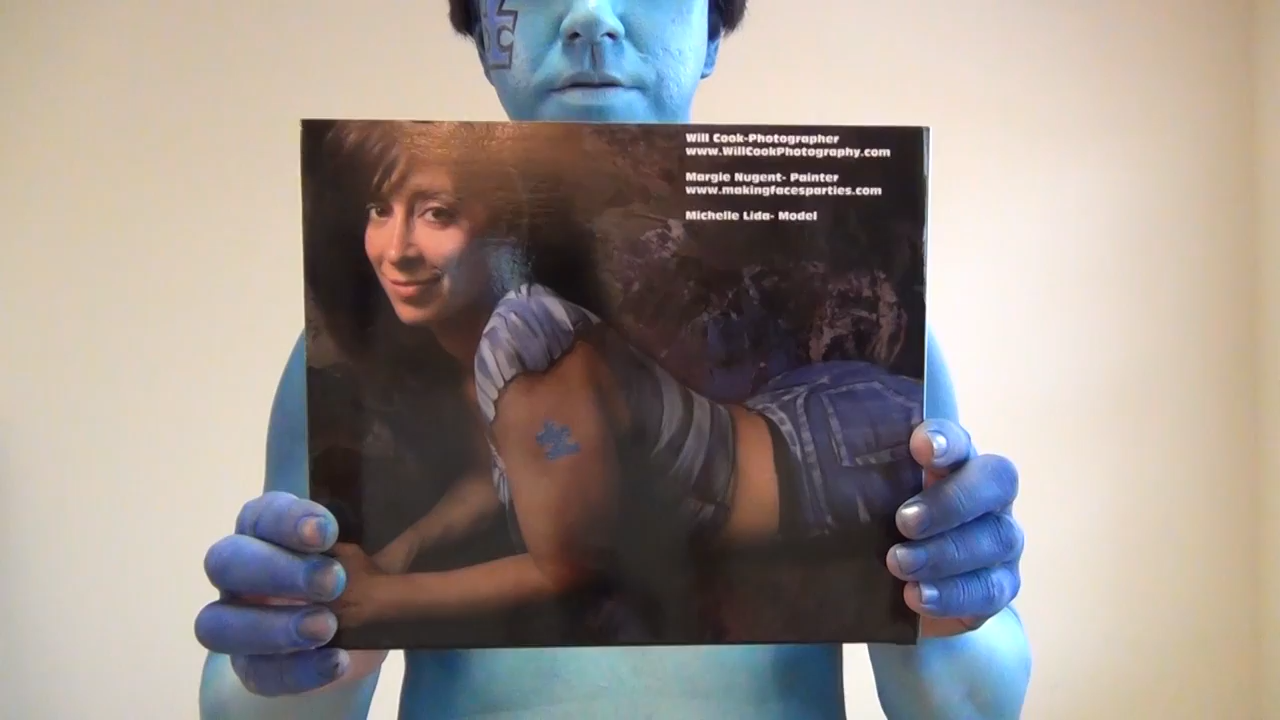 Will Cook-Photographer
www.WillCookPhotography.com
Margie Nugent- Painter
www.makingfacesparties.com
Michelle Lida- Model